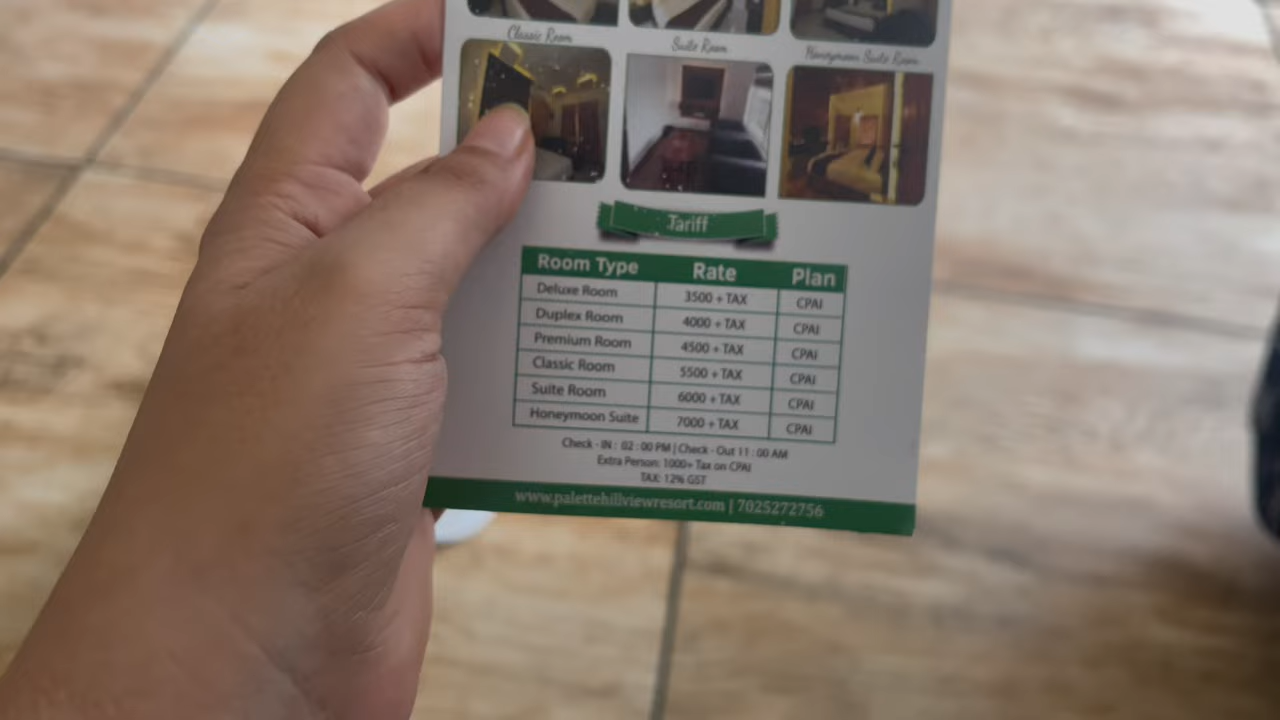 Classic Room Suite Room Honeymoon Suite Room
Tariff
Room Type Rate Plan
Deluxe Room 3500 + TAX CPAI
Duplex Room 4000 + TAX CPAI
Premium Room 4500 + TAX CPAI
Classic Room 5500 + TAX CPAI
Suite Room 6000 + TAX CPAI
Honeymoon Suite 7000 + TAX CPAI
Check - IN : 02 : 00 PM | Check - Out 11 : 00 AM
Extra Person: 1000+ Tax on CPAI
TAX: 12% GST
www.palettehillviewresort.com | 7025272756